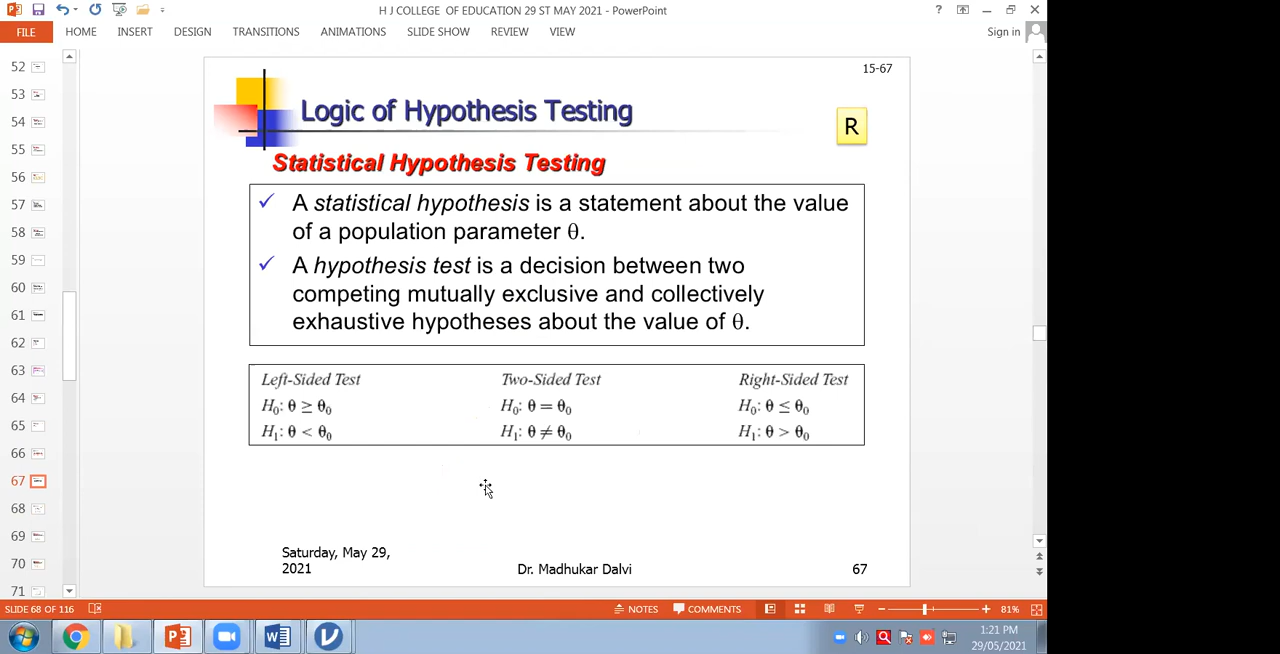 H J COLLEGE OF EDUCATION 29 ST MAY 2021 - PowerPoint
?
FILE HOME INSERT DESIGN TRANSITIONS ANIMATIONS SLIDE SHOW REVIEW VIEW Sign in
52
53
54
55
56
57
58
59
60
61
62
63
64
65
66
67
68
69
70
71
15-67
Logic of Hypothesis Testing
R
Statistical Hypothesis Testing
✓ A statistical hypothesis is a statement about the value
of a population parameter θ.
✓ A hypothesis test is a decision between two
competing mutually exclusive and collectively
exhaustive hypotheses about the value of θ.
Left-Sided Test Two-Sided Test Right-Sided Test
H₀: θ ≥ θ₀ H₀: θ = θ₀ H₀: θ ≤ θ₀
H₁: θ < θ₀ H₁: θ ≠ θ₀ H₁: θ > θ₀
Saturday, May 29,
2021
Dr. Madhukar Dalvi
67
SLIDE 68 OF 116 NOTES COMMENTS 81%
1:21 PM
29/05/2021